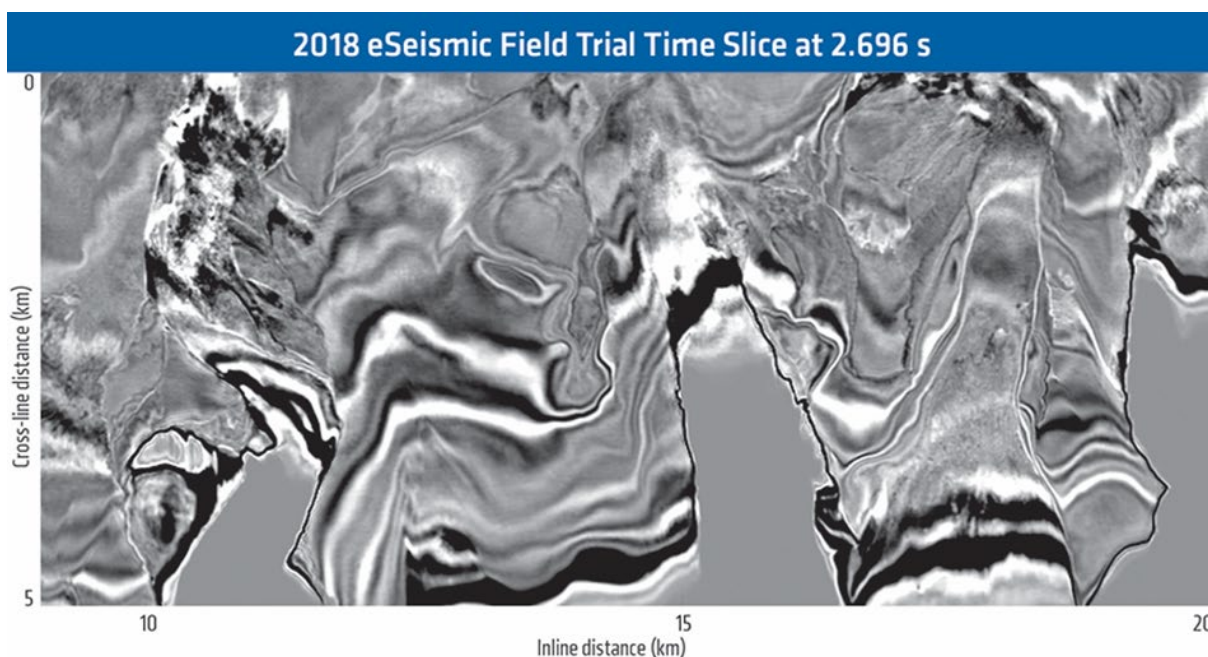 2018 eSeismic Field Trial Time Slice at 2.696 s
0
Cross-line distance (km)
5
10
15
20
Inline distance (km)